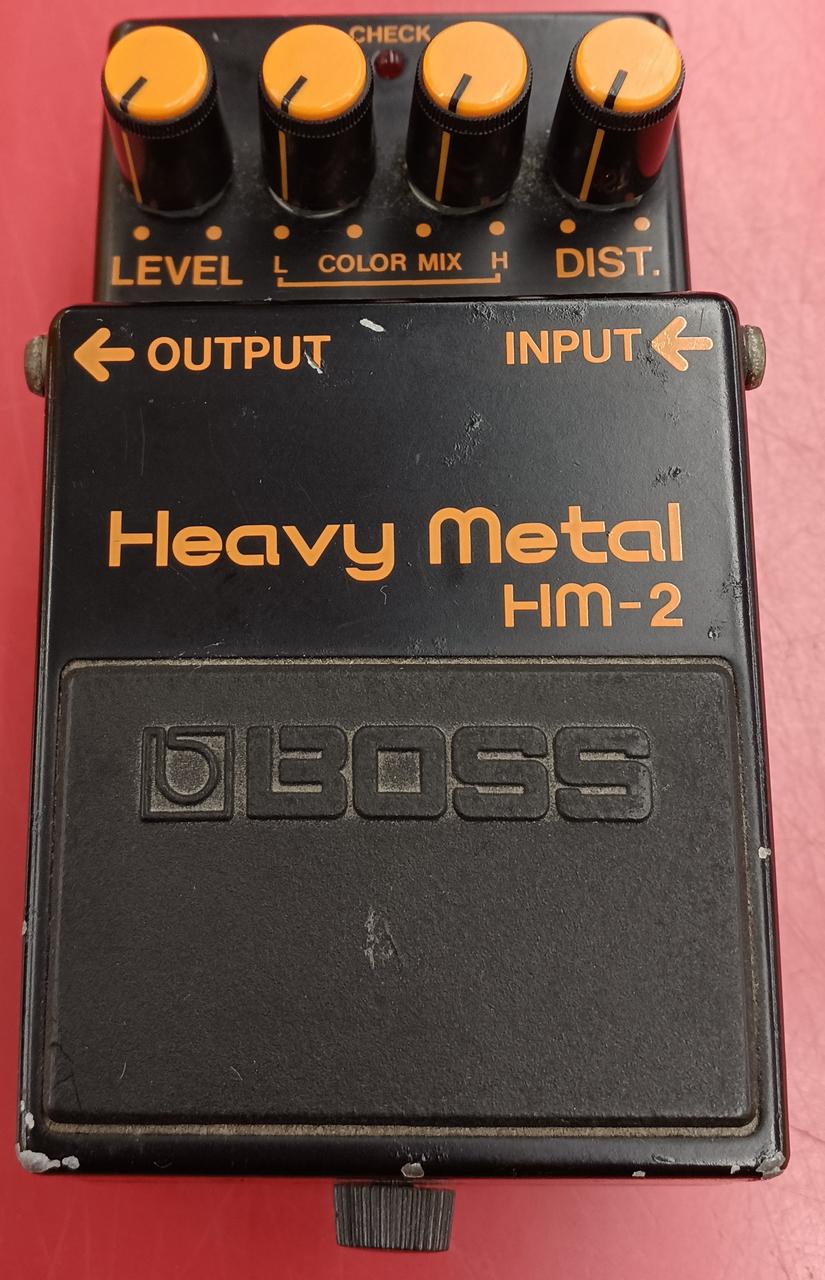 CHECK
LEVEL L COLOR MIX H DIST.
OUTPUT INPUT
Heavy Metal
HM-2
BOSS